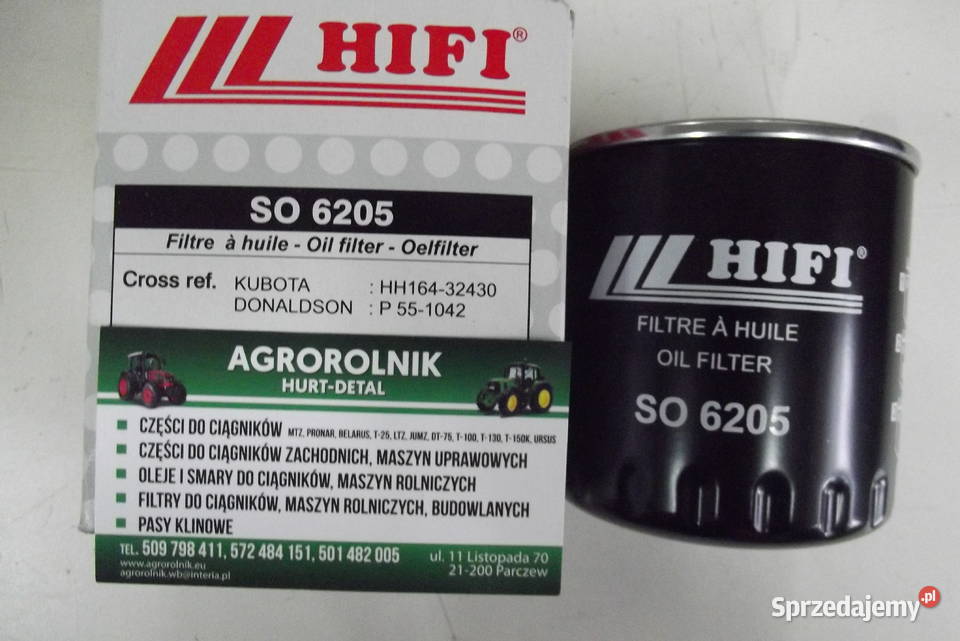 HIFI®
SO 6205
Filtre à huile - Oil filter - Oelfilter
Cross ref. KUBOTA : HH164-32430
DONALDSON : P 55-1042
AGROROLNIK
HURT-DETAL
CZĘŚCI DO CIĄGNIKÓW MTZ, PRONAR, BELARUS, T-25, LTZ, JUMZ, DT-75, T-100, T-130, T-150K, URSUS
CZĘŚCI DO CIĄGNIKÓW ZACHODNICH, MASZYN UPRAWOWYCH
OLEJE I SMARY DO CIĄGNIKÓW, MASZYN ROLNICZYCH
FILTRY DO CIĄGNIKÓW, MASZYN ROLNICZYCH, BUDOWLANYCH
PASY KLINOWE
TEL. 509 798 411, 572 484 151, 501 482 005
www.agrorolnik.eu
agrorolnik.wb@interia.pl
ul. 11 Listopada 70
21-200 Parczew
HIFI®
FILTRE À HUILE
OIL FILTER
SO 6205
Sprzedajemy.pl